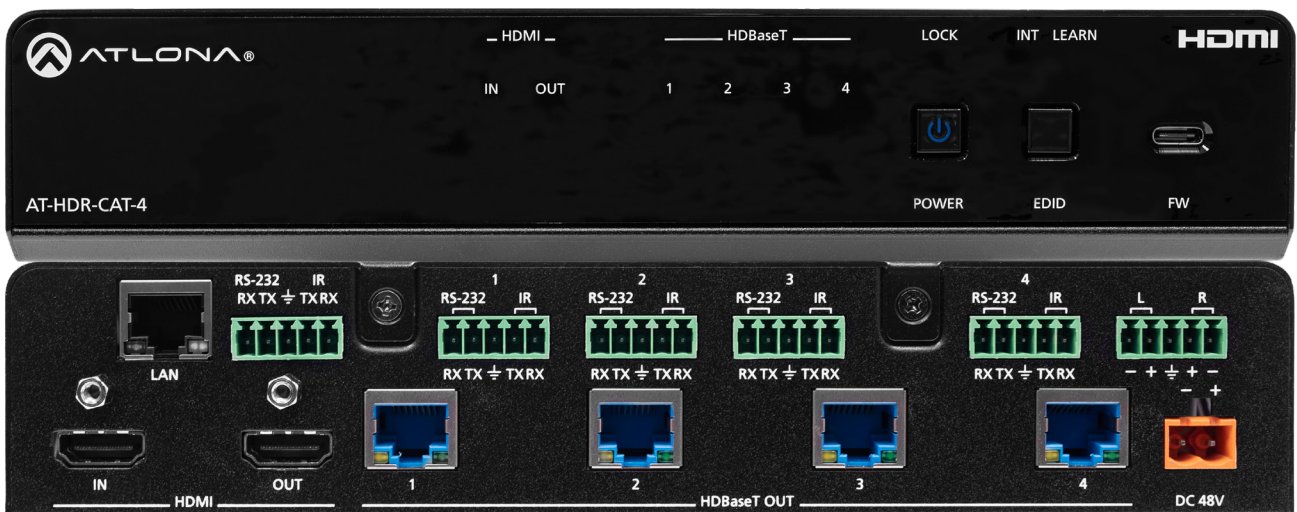 ATLONA®
HDMI
HDBaseT
LOCK
INT LEARN
HDMI
IN OUT
1 2 3 4
AT-HDR-CAT-4
POWER
EDID
FW
RS-232 IR
RX TX TX RX
LAN
1
RS-232 IR
RX TX TX RX
2
RS-232 IR
RX TX TX RX
3
RS-232 IR
RX TX TX RX
4
RS-232 IR
RX TX TX RX
L R
− + + −
− +
IN OUT
HDMI
1 2 3 4
HDBaseT OUT
DC 48V